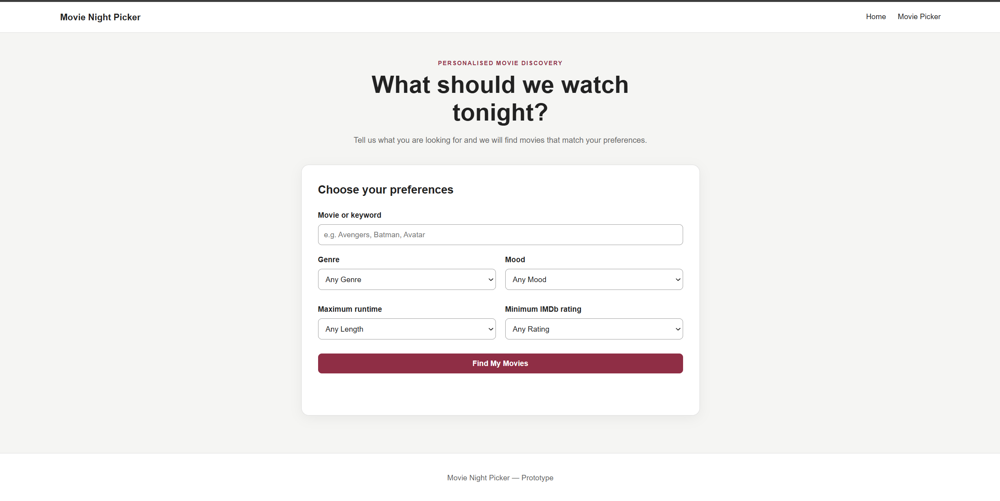 Movie Night Picker
Home
Movie Picker
PERSONALISED MOVIE DISCOVERY
What should we watch
tonight?
Tell us what you are looking for and we will find movies that match your preferences.
Choose your preferences
Movie or keyword
e.g. Avengers, Batman, Avatar
Genre
Mood
Any Genre
Any Mood
Maximum runtime
Minimum IMDb rating
Any Length
Any Rating
Find My Movies
Movie Night Picker — Prototype